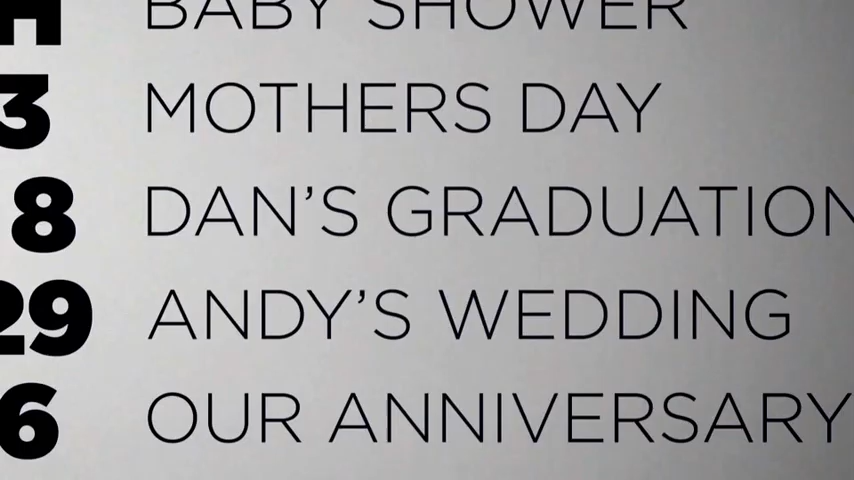 H BABY SHOWER
3 MOTHERS DAY
8 DAN'S GRADUATION
29 ANDY'S WEDDING
6 OUR ANNIVERSARY